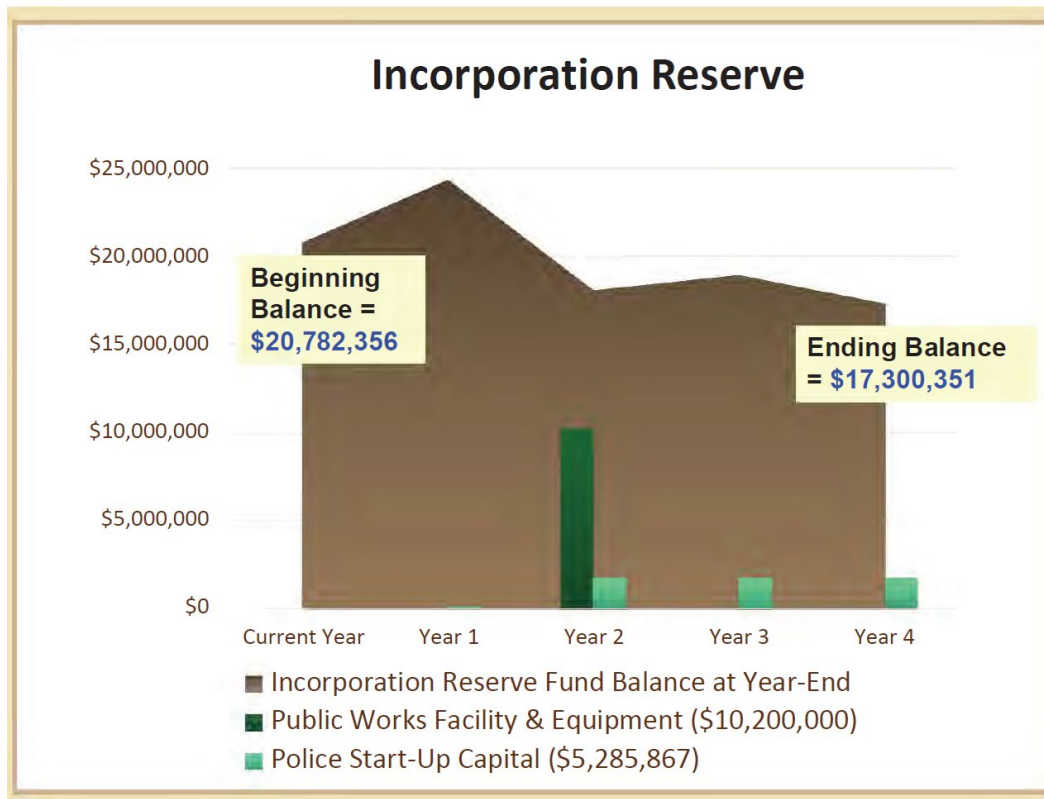 Incorporation Reserve
$25,000,000
$20,000,000
$15,000,000
$10,000,000
$5,000,000
$0
Beginning
Balance =
$20,782,356
Ending Balance
= $17,300,351
Current Year Year 1 Year 2 Year 3 Year 4
Incorporation Reserve Fund Balance at Year-End
Public Works Facility & Equipment ($10,200,000)
Police Start-Up Capital ($5,285,867)